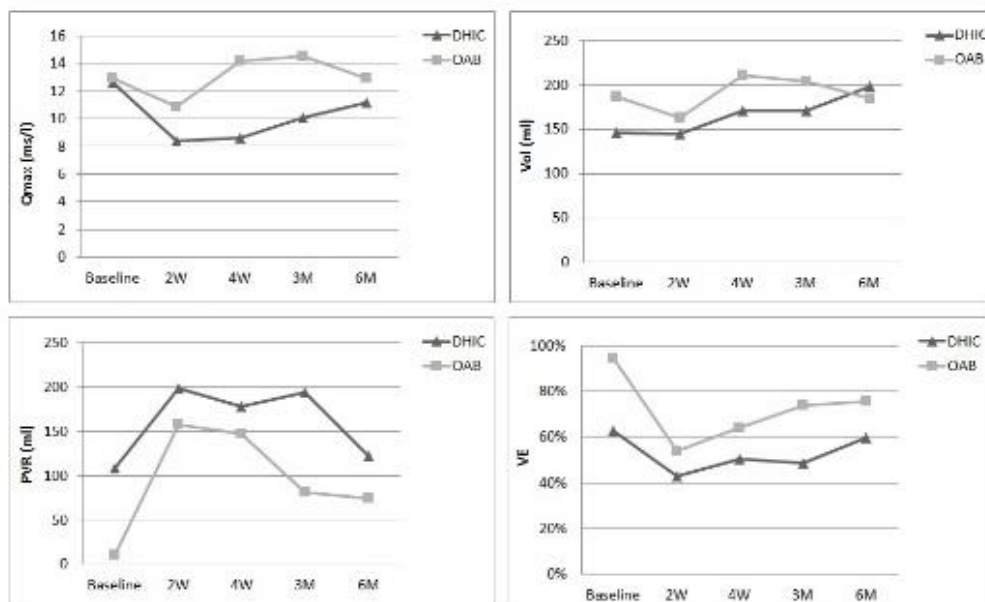 16
14
12
10
8
6
4
2
0
Qmax (ms/l)
Baseline 2W 4W 3M 6M
DHIC
OAB
250
200
150
100
50
0
Vol (ml)
Baseline 2W 4W 3M 6M
DHIC
OAB
250
200
150
100
50
0
PVR (ml)
Baseline 2W 4W 3M 6M
DHIC
OAB
100%
80%
60%
40%
20%
0%
VE
Baseline 2W 4W 3M 6M
DHIC
OAB